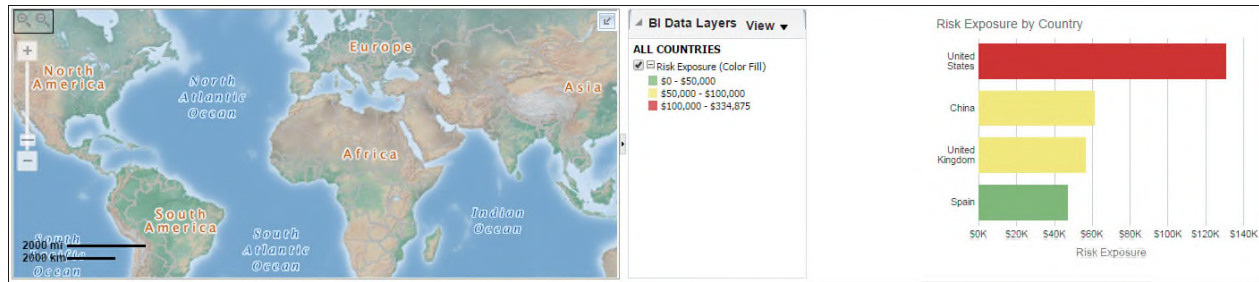 Europe
North
America
North
Atlantic
Ocean
Asia
Africa
South
America
Indian
Ocean
South
Atlantic
Ocean
2000 mi
2000 km
South
Ocean
BI Data Layers View
ALL COUNTRIES
Risk Exposure (Color Fill)
$0 - $50,000
$50,000 - $100,000
$100,000 - $334,875
Risk Exposure by Country
United
States
China
United
Kingdom
Spain
$0K $20K $40K $60K $80K $100K $120K $140K
Risk Exposure